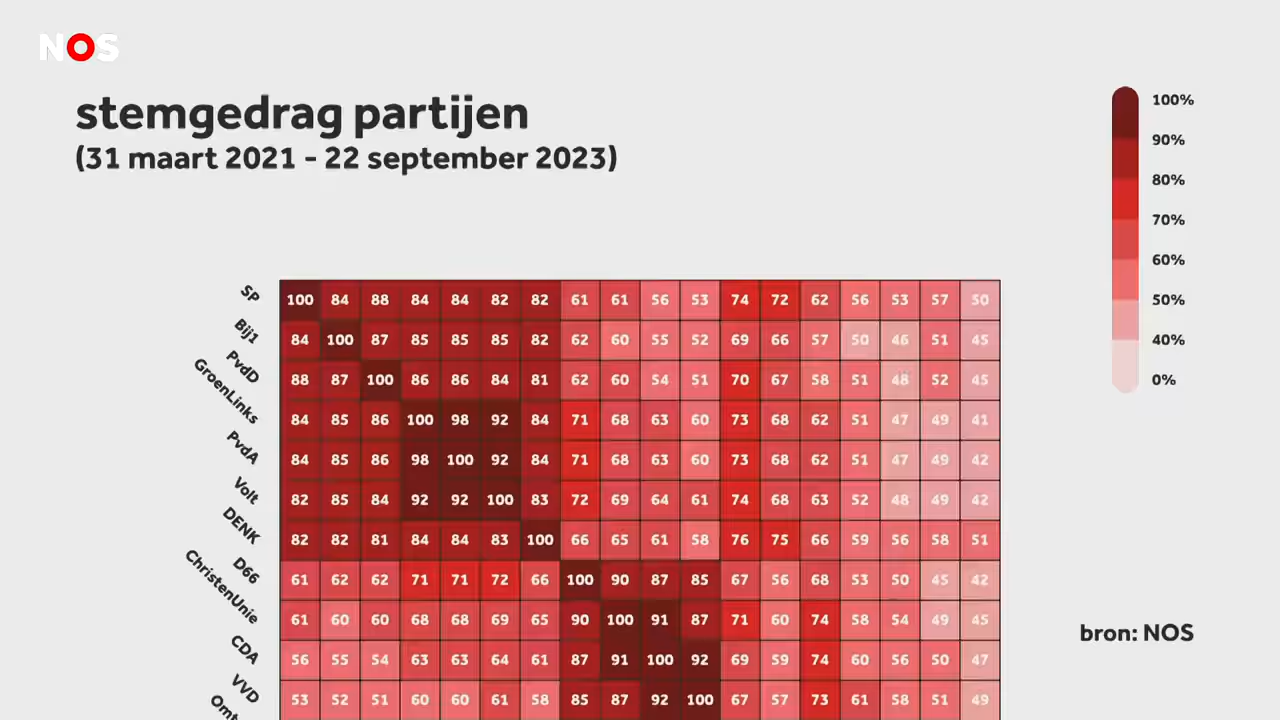 NOS
stemgedrag partijen
(31 maart 2021 - 22 september 2023)
100%
90%
80%
70%
60%
50%
40%
0%
SP 100 84 88 84 84 82 82 61 61 56 53 74 72 62 56 53 57 50
Bij1 84 100 87 85 85 85 82 62 60 55 52 69 66 57 50 46 51 45
PvdD 88 87 100 86 86 84 81 62 60 54 51 70 67 58 51 48 52 45
GroenLinks 84 85 86 100 98 92 84 71 68 63 60 73 68 62 51 47 49 41
PvdA 84 85 86 98 100 92 84 71 68 63 60 73 68 62 51 47 49 42
Volt 82 85 84 92 92 100 83 72 69 64 61 74 68 63 52 48 49 42
DENK 82 82 81 84 84 83 100 66 65 61 58 76 75 66 59 56 58 51
D66 61 62 62 71 71 72 66 100 90 87 85 67 56 68 53 50 45 42
ChristenUnie 61 60 60 68 68 69 65 90 100 91 87 71 60 74 58 54 49 45
CDA 56 55 54 63 63 64 61 87 91 100 92 69 59 74 60 56 50 47
VVD 53 52 51 60 60 61 58 85 87 92 100 67 57 73 61 58 51 49
bron: NOS